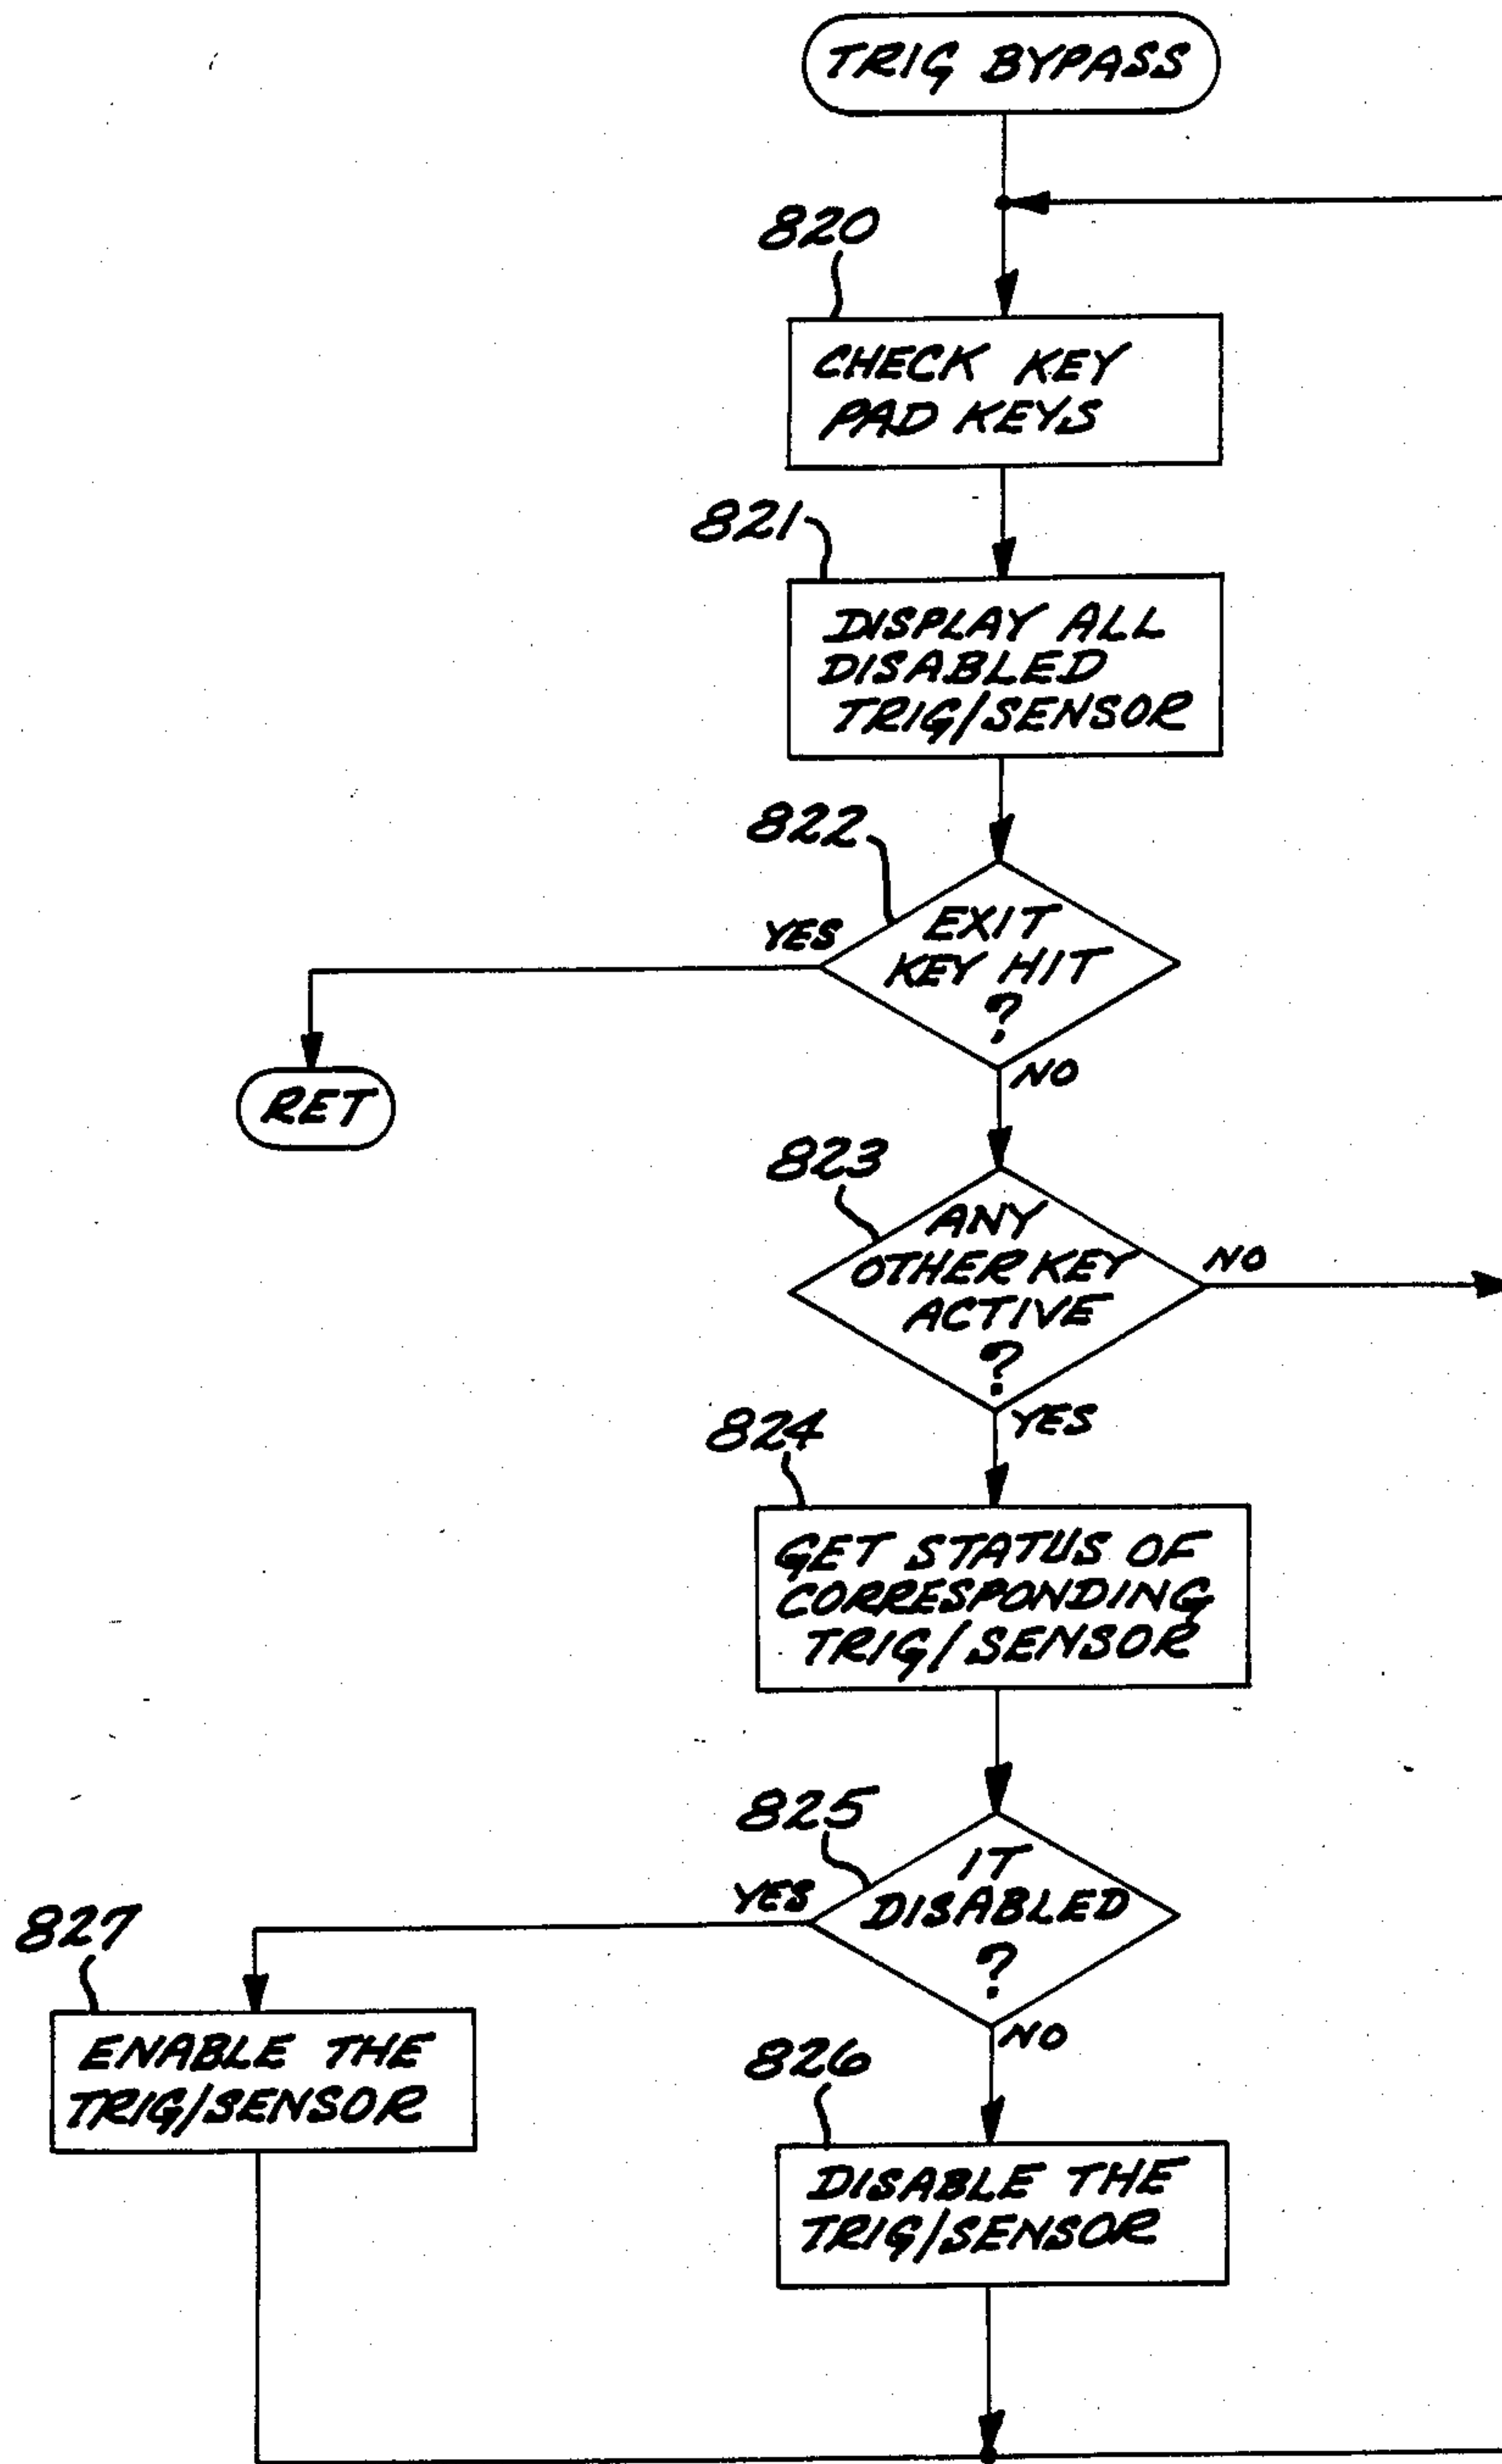 TRIG BYPASS
820
CHECK KEY
PAD KEYS
821
DISPLAY ALL
DISABLED
TRIG/SENSOR
822
YES
EXIT
KEY HIT
?
NO
RET
823
ANY
OTHER KEY
ACTIVE
?
NO
YES
824
GET STATUS OF
CORRESPONDING
TRIG/SENSOR
825
YES
IT
DISABLED
?
NO
827
ENABLE THE
TRIG/SENSOR
826
DISABLE THE
TRIG/SENSOR